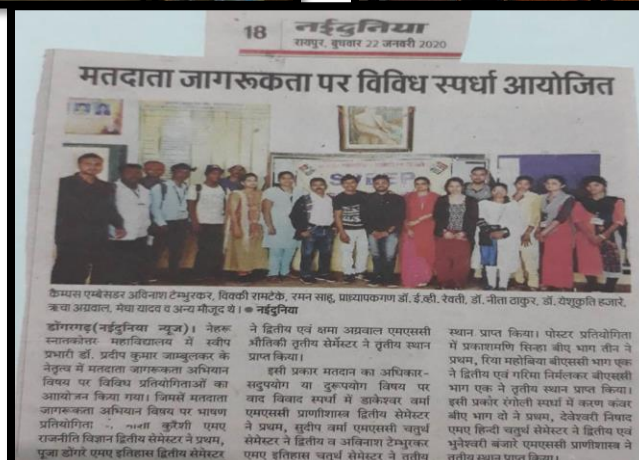 18
नईदुनिया
रायपुर, बुधवार 22 जनवरी 2020
मतदाता जागरूकता पर विविध स्पर्धा आयोजित
SVEEP
कैम्पस एम्बेसडर अविनाश टेम्भुरकर, विक्की रामटेके, रमन साहु, प्राध्यापकगण डॉ. ई.व्ही. रेवती, डॉ. नीता ठाकुर, डॉ. येशुकृति हजारे,
ऋचा अग्रवाल, मेघा यादव व अन्य मौजूद थे। ● नईदुनिया
डोंगरगढ़(नईदुनिया न्यूज)। नेहरू
स्नातकोत्तर महाविद्यालय में स्वीप
प्रभारी डॉ. प्रदीप कुमार जाम्बुलकर के
नेतृत्व में मतदाता जागरूकता अभियान
विषय पर विविध प्रतियोगिताओं का
आयोजन किया गया। जिसमें मतदाता
जागरूकता अभियान विषय पर भाषण
प्रतियोगिता कुरैशी एमए
राजनीति विज्ञान द्वितीय सेमेस्टर ने प्रथम,
पूजा डोंगरे एमए इतिहास द्वितीय सेमेस्टर
ने द्वितीय एवं क्षमा अग्रवाल एमएससी
भौतिकी तृतीय सेमेस्टर ने तृतीय स्थान
प्राप्त किया।
इसी प्रकार मतदान का अधिकार-
सदुपयोग या दुरूपयोग विषय पर
वाद विवाद स्पर्धा में डाकेश्वर वर्मा
एमएससी प्राणीशास्त्र द्वितीय सेमेस्टर
ने प्रथम, सुदीप वर्मा एमएससी चतुर्थ
सेमेस्टर ने द्वितीय व अविनाश टेम्भुरकर
एमए इतिहास चतुर्थ सेमेस्टर ने तृतीय
स्थान प्राप्त किया। पोस्टर प्रतियोगिता
में प्रकाशमणि सिन्हा बीए भाग तीन ने
प्रथम, रिया महोबिया बीएससी भाग एक
ने द्वितीय एवं गरिमा निर्मलकर बीएससी
भाग एक ने तृतीय स्थान प्राप्त किया।
इसी प्रकार रंगोली स्पर्धा में करण कंवर
बीए भाग दो ने प्रथम, देवेश्वरी निषाद
एमए हिन्दी चतुर्थ सेमेस्टर ने द्वितीय एवं
भुनेश्वरी बंजारे एमएससी प्राणीशास्त्र ने
तृतीय स्थान प्राप्त किया।